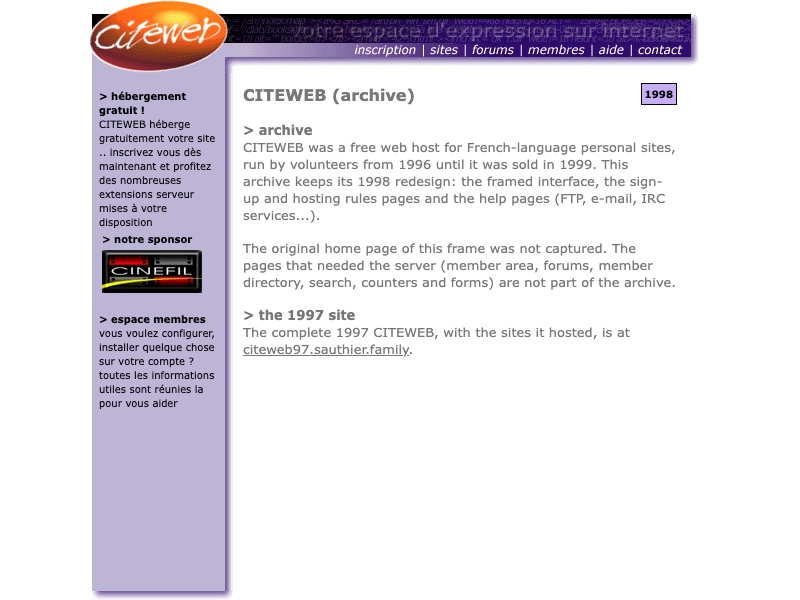 Citeweb
votre espace d'expression sur internet
inscription | sites | forums | membres | aide | contact
> hébergement
gratuit !
CITEWEB héberge
gratuitement votre site
.. inscrivez vous dès
maintenant et profitez
des nombreuses
extensions serveur
mises à votre
disposition
> notre sponsor
CINEFIL
> espace membres
vous voulez configurer,
installer quelque chose
sur votre compte ?
toutes les informations
utiles sont réunies la
pour vous aider
CITEWEB (archive)
1998
> archive
CITEWEB was a free web host for French-language personal sites,
run by volunteers from 1996 until it was sold in 1999. This
archive keeps its 1998 redesign: the framed interface, the sign-
up and hosting rules pages and the help pages (FTP, e-mail, IRC
services...).
The original home page of this frame was not captured. The
pages that needed the server (member area, forums, member
directory, search, counters and forms) are not part of the archive.
> the 1997 site
The complete 1997 CITEWEB, with the sites it hosted, is at
citeweb97.sauthier.family.